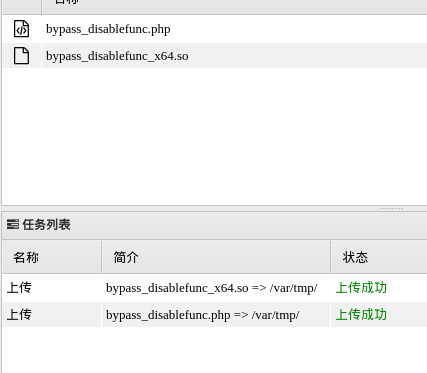 名称
bypass_disablefunc.php
bypass_disablefunc_x64.so
任务列表
名称 简介 状态
上传 bypass_disablefunc_x64.so => /var/tmp/ 上传成功
上传 bypass_disablefunc.php => /var/tmp/ 上传成功